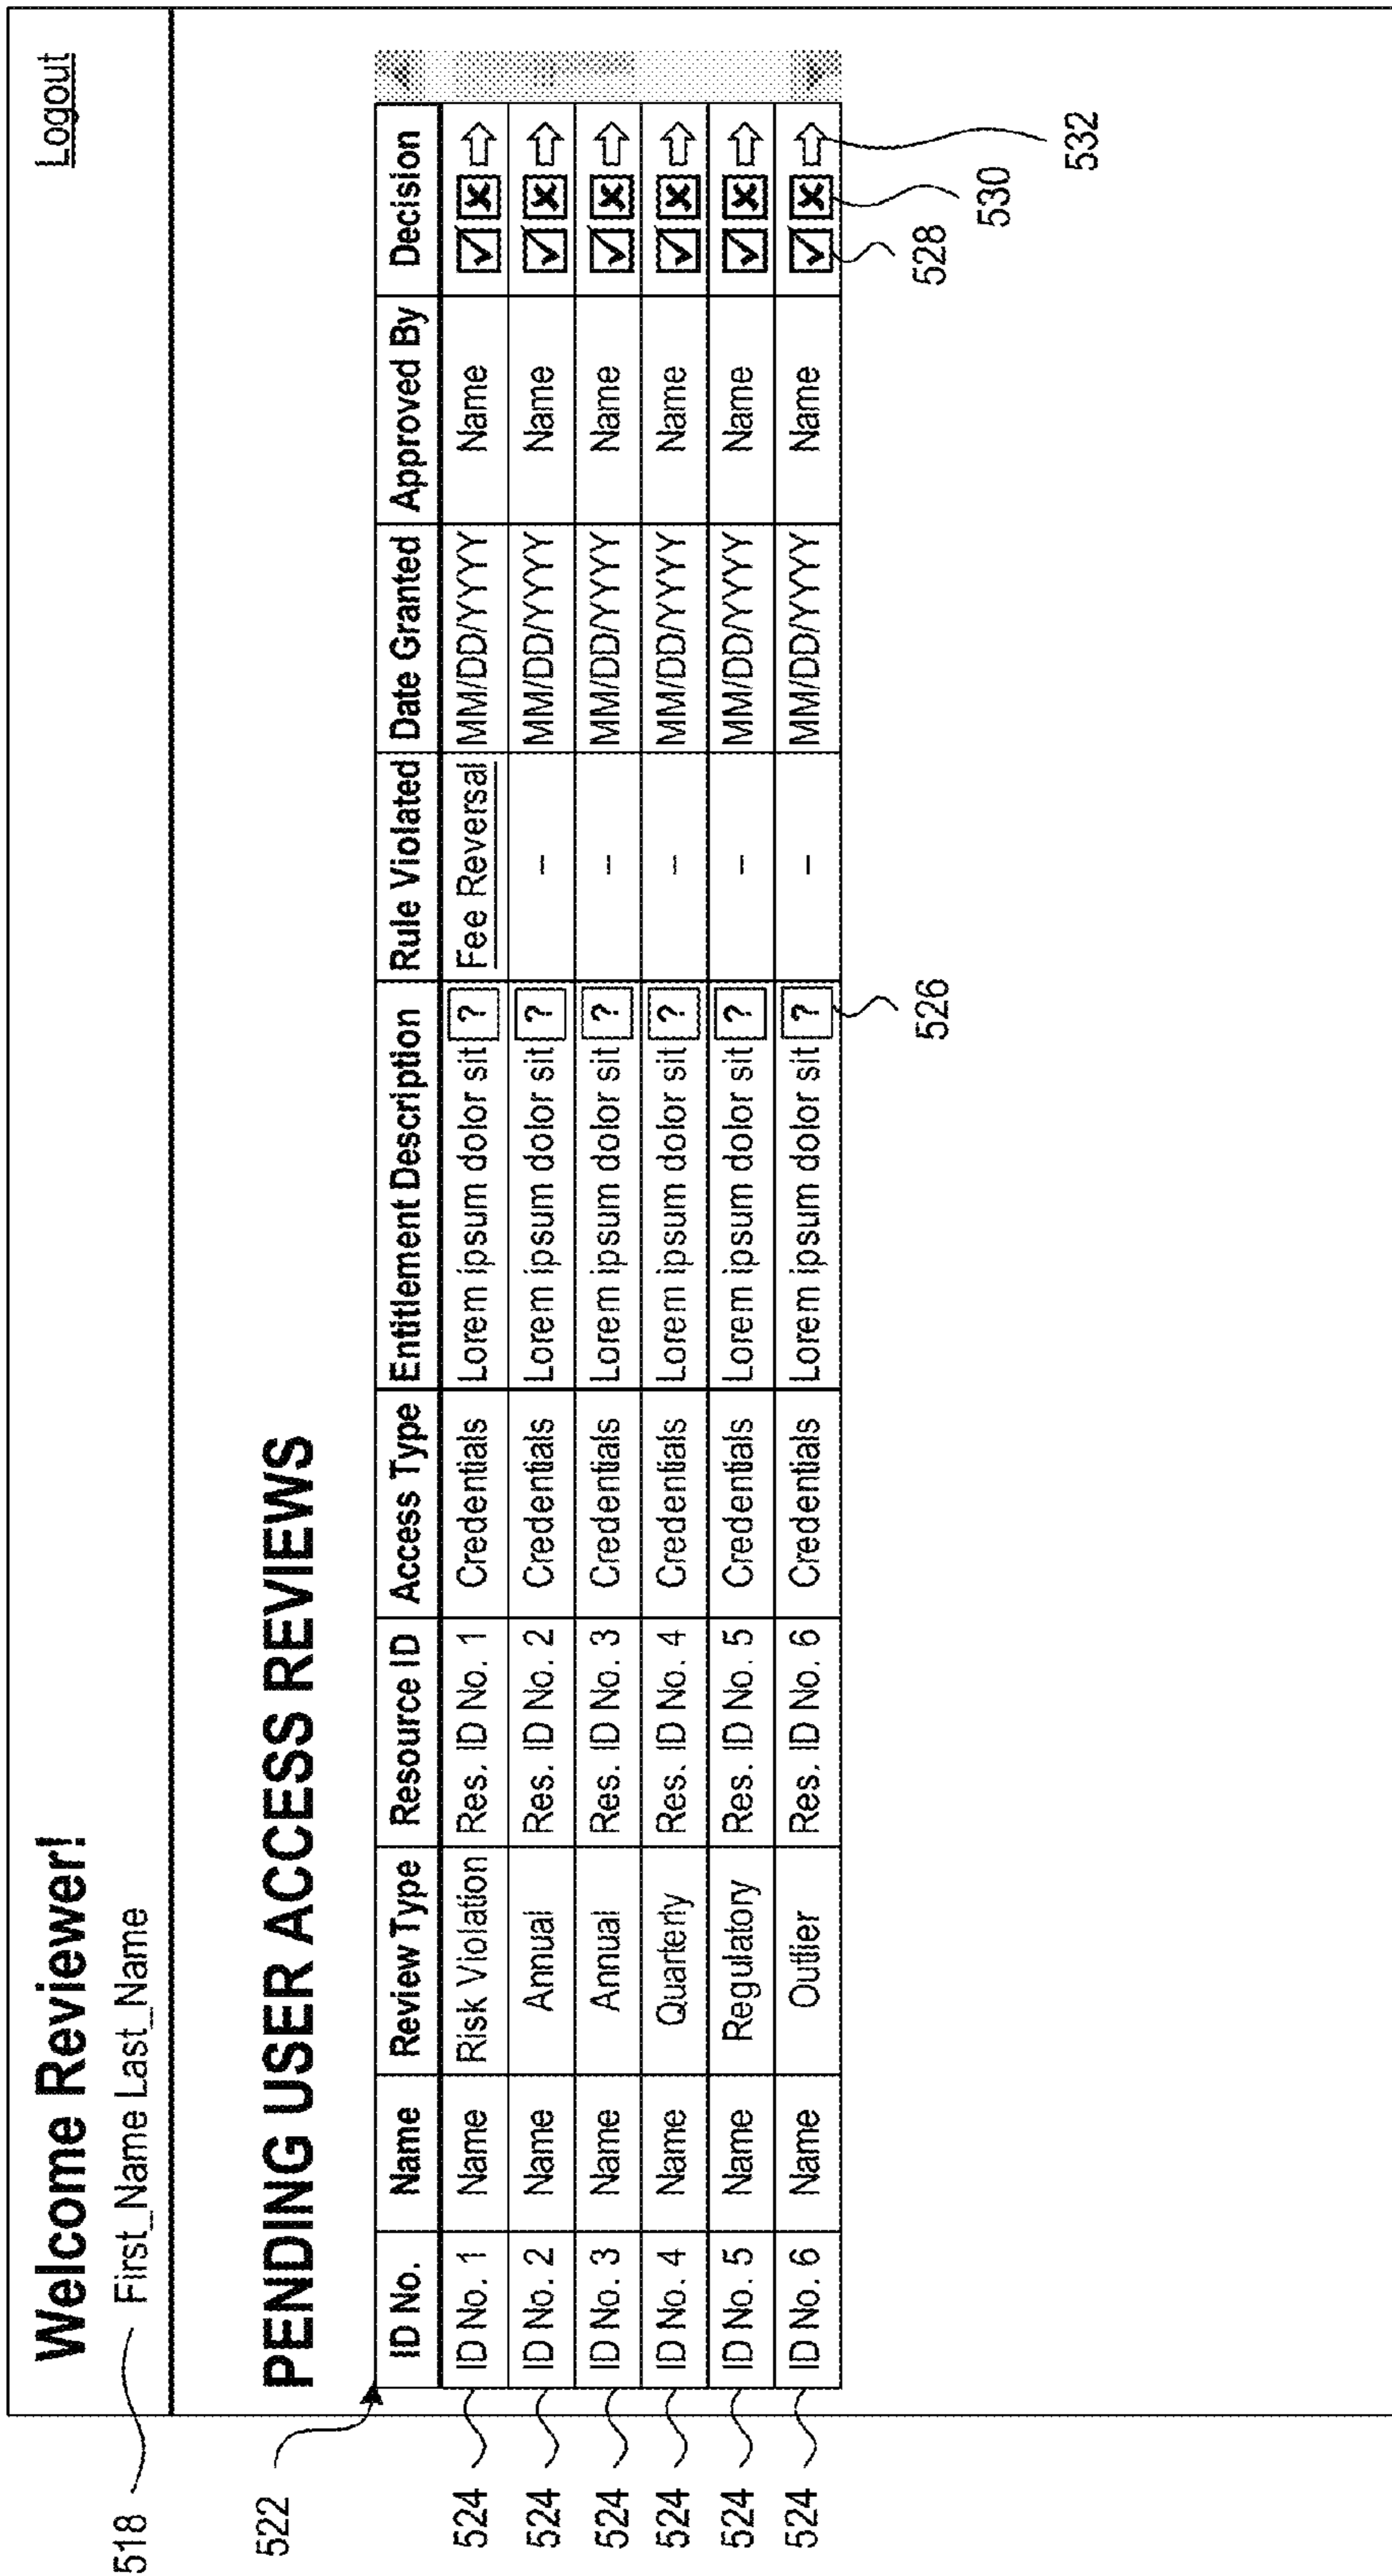 Welcome Reviewer! Logout
518 First_Name Last_Name
PENDING USER ACCESS REVIEWS
522
ID No. Name Review Type Resource ID Access Type Entitlement Description Rule Violated Date Granted Approved By Decision
524 ID No. 1 Name Risk Violation Res. ID No. 1 Credentials Lorem ipsum dolor sit ? Fee Reversal MM/DD/YYYY Name
524 ID No. 2 Name Annual Res. ID No. 2 Credentials Lorem ipsum dolor sit ? -- MM/DD/YYYY Name
524 ID No. 3 Name Annual Res. ID No. 3 Credentials Lorem ipsum dolor sit ? -- MM/DD/YYYY Name
524 ID No. 4 Name Quarterly Res. ID No. 4 Credentials Lorem ipsum dolor sit ? -- MM/DD/YYYY Name
524 ID No. 5 Name Regulatory Res. ID No. 5 Credentials Lorem ipsum dolor sit ? -- MM/DD/YYYY Name
524 ID No. 6 Name Outlier Res. ID No. 6 Credentials Lorem ipsum dolor sit ? -- MM/DD/YYYY Name
526 528 530 532